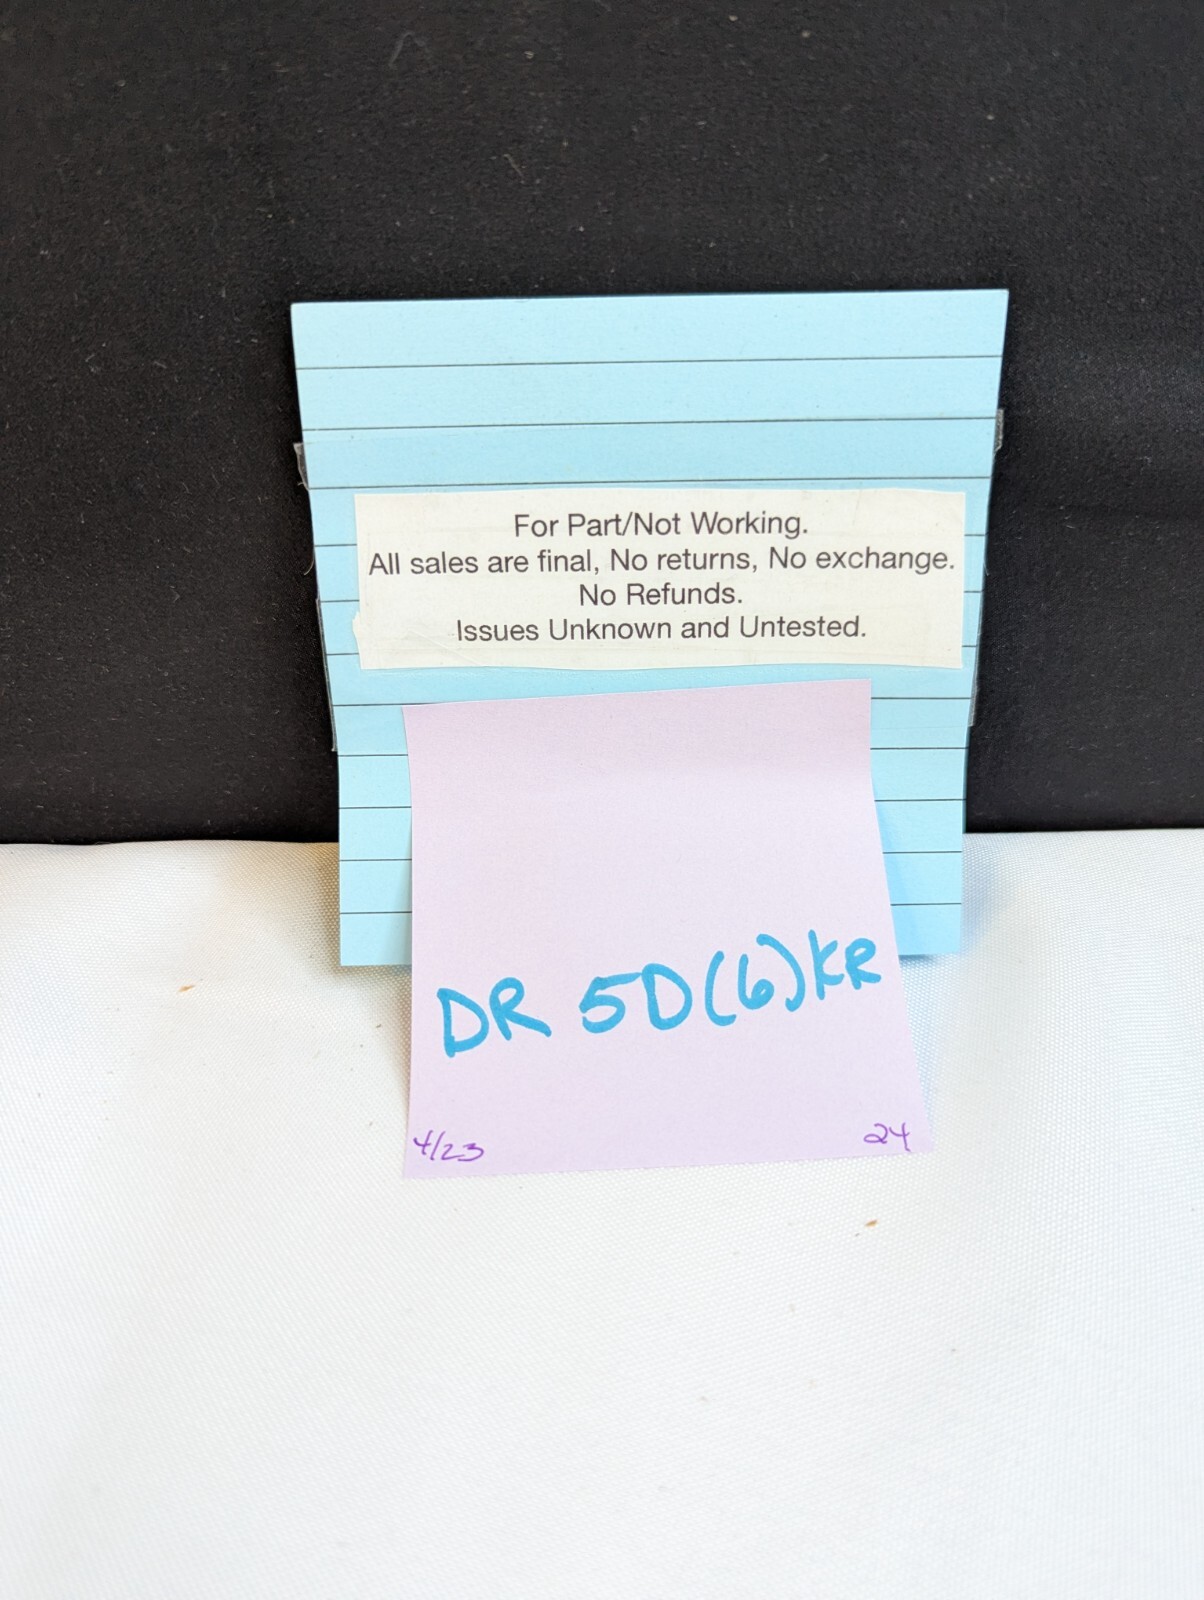 For Part/Not Working.
All sales are final, No returns, No exchange.
No Refunds.
Issues Unknown and Untested.
DR 5D(6)KR
4/23 24